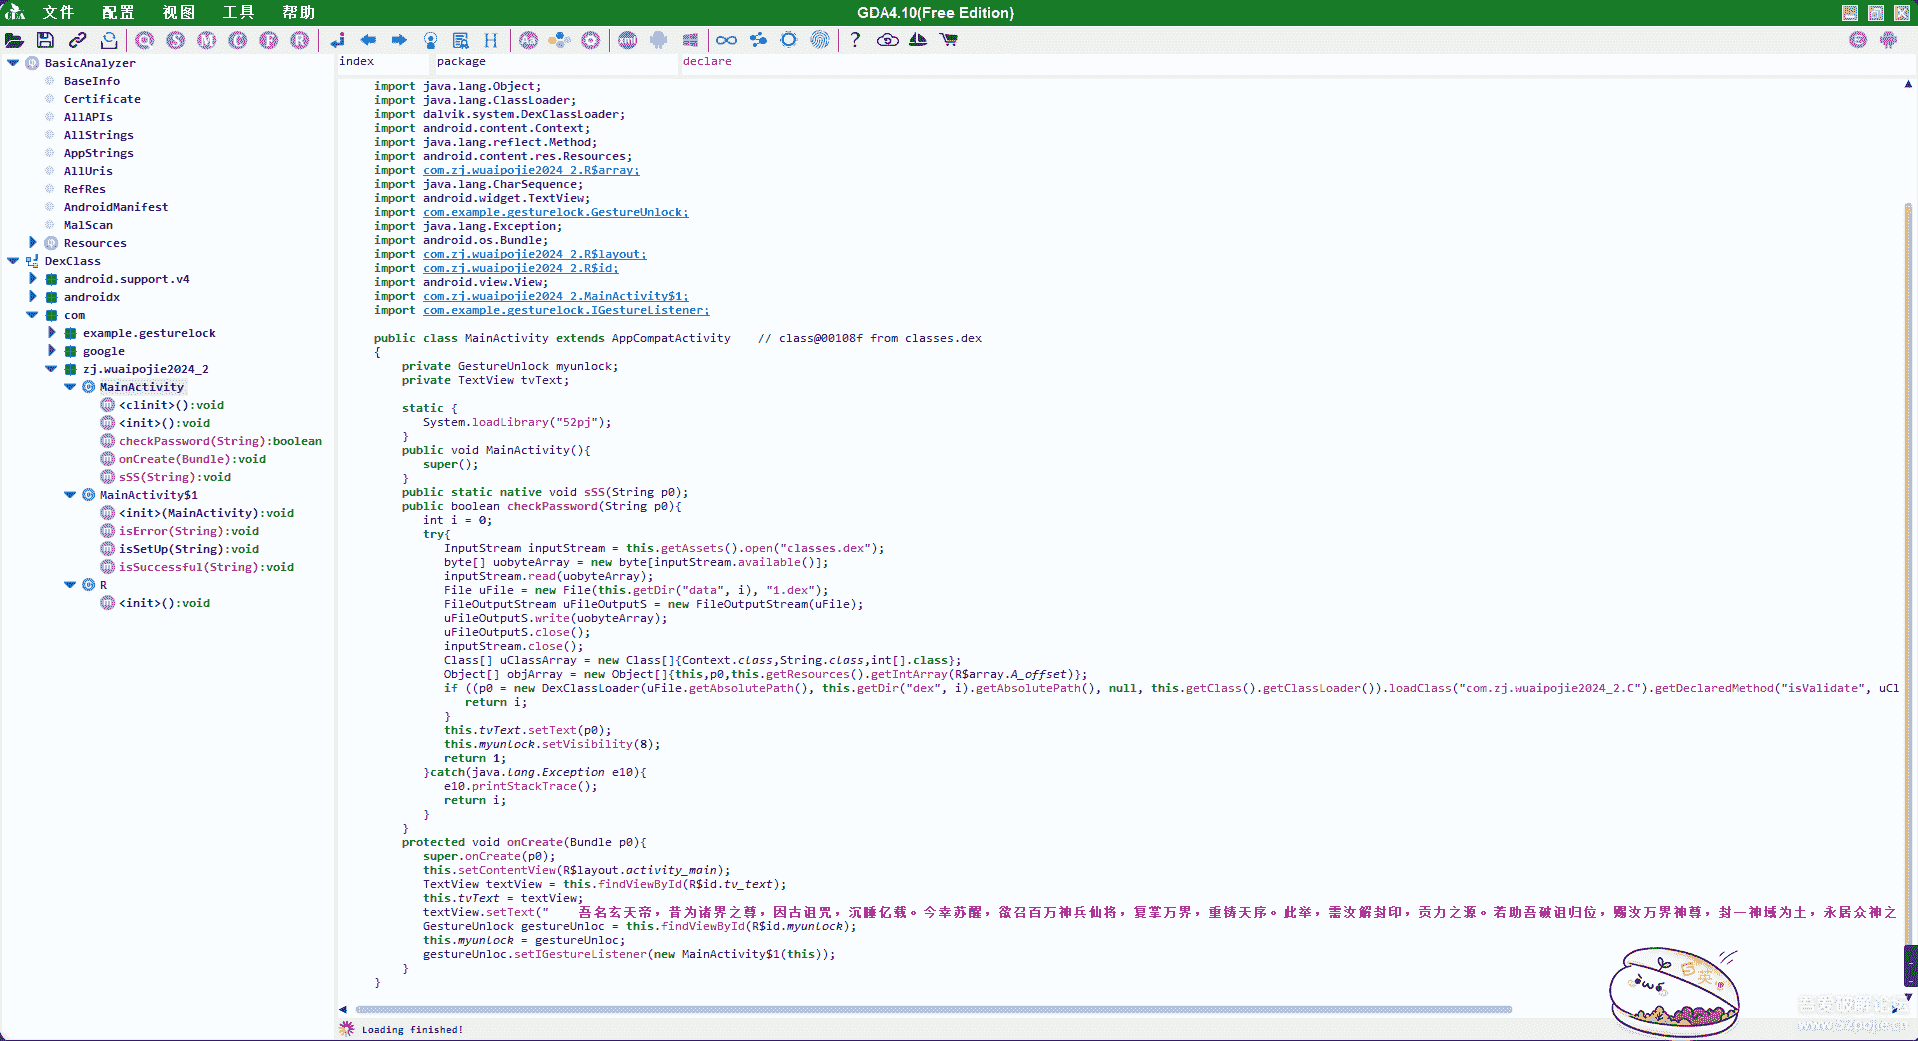 文件 配置 视图 工具 帮助
GDA4.10(Free Edition)
BasicAnalyzer
BaseInfo
Certificate
AllAPIs
AllStrings
AppStrings
AllUris
RefRes
AndroidManifest
MalScan
Resources
DexClass
android.support.v4
androidx
com
example.gesturelock
google
zj.wuaipojie2024_2
MainActivity
<clinit>():void
<init>():void
checkPassword(String):boolean
onCreate(Bundle):void
sSS(String):void
MainActivity$1
<init>(MainActivity):void
isError(String):void
isSetUp(String):void
isSuccessful(String):void
R
<init>():void
index package declare
import java.lang.Object;
import java.lang.ClassLoader;
import dalvik.system.DexClassLoader;
import android.content.Context;
import java.lang.reflect.Method;
import android.content.res.Resources;
import com.zj.wuaipojie2024_2.R$array;
import java.lang.CharSequence;
import android.widget.TextView;
import com.example.gesturelock.GestureUnlock;
import java.lang.Exception;
import android.os.Bundle;
import com.zj.wuaipojie2024_2.R$layout;
import com.zj.wuaipojie2024_2.R$id;
import android.view.View;
import com.zj.wuaipojie2024_2.MainActivity$1;
import com.example.gesturelock.IGestureListener;
public class MainActivity extends AppCompatActivity // class@00108f from classes.dex
{
private GestureUnlock myunlock;
private TextView tvText;
static {
System.loadLibrary("52pj");
}
public void MainActivity(){
super();
}
public static native void sSS(String p0);
public boolean checkPassword(String p0){
int i = 0;
try{
InputStream inputStream = this.getAssets().open("classes.dex");
byte[] uobyteArray = new byte[inputStream.available()];
inputStream.read(uobyteArray);
File uFile = new File(this.getDir("data", i), "1.dex");
FileOutputStream uFileOutputS = new FileOutputStream(uFile);
uFileOutputS.write(uobyteArray);
uFileOutputS.close();
inputStream.close();
Class[] uClassArray = new Class[]{Context.class,String.class,int[].class};
Object[] objArray = new Object[]{this,p0,this.getResources().getIntArray(R$array.A_offset)};
if ((p0 = new DexClassLoader(uFile.getAbsolutePath(), this.getDir("dex", i).getAbsolutePath(), null, this.getClass().getClassLoader()).loadClass("com.zj.wuaipojie2024_2.C").getDeclaredMethod("isValidate", uCl
return i;
}
this.tvText.setText(p0);
this.myunlock.setVisibility(8);
return 1;
}catch(java.lang.Exception e10){
e10.printStackTrace();
return i;
}
}
protected void onCreate(Bundle p0){
super.onCreate(p0);
this.setContentView(R$layout.activity_main);
TextView textView = this.findViewById(R$id.tv_text);
this.tvText = textView;
textView.setText(" 吾名玄天帝，昔为诸界之尊，因古诅咒，沉睡亿载。今幸苏醒，欲召百万神兵仙将，复掌万界，重铸天序。此举，需汝解封印，贡力之源。若助吾破诅归位，赐汝万界神尊，封一神域为土，永居众神之
GestureUnlock gestureUnloc = this.findViewById(R$id.myunlock);
this.myunlock = gestureUnloc;
gestureUnloc.setIGestureListener(new MainActivity$1(this));
}
}
英
Loading finished!
www.52pojie.cn